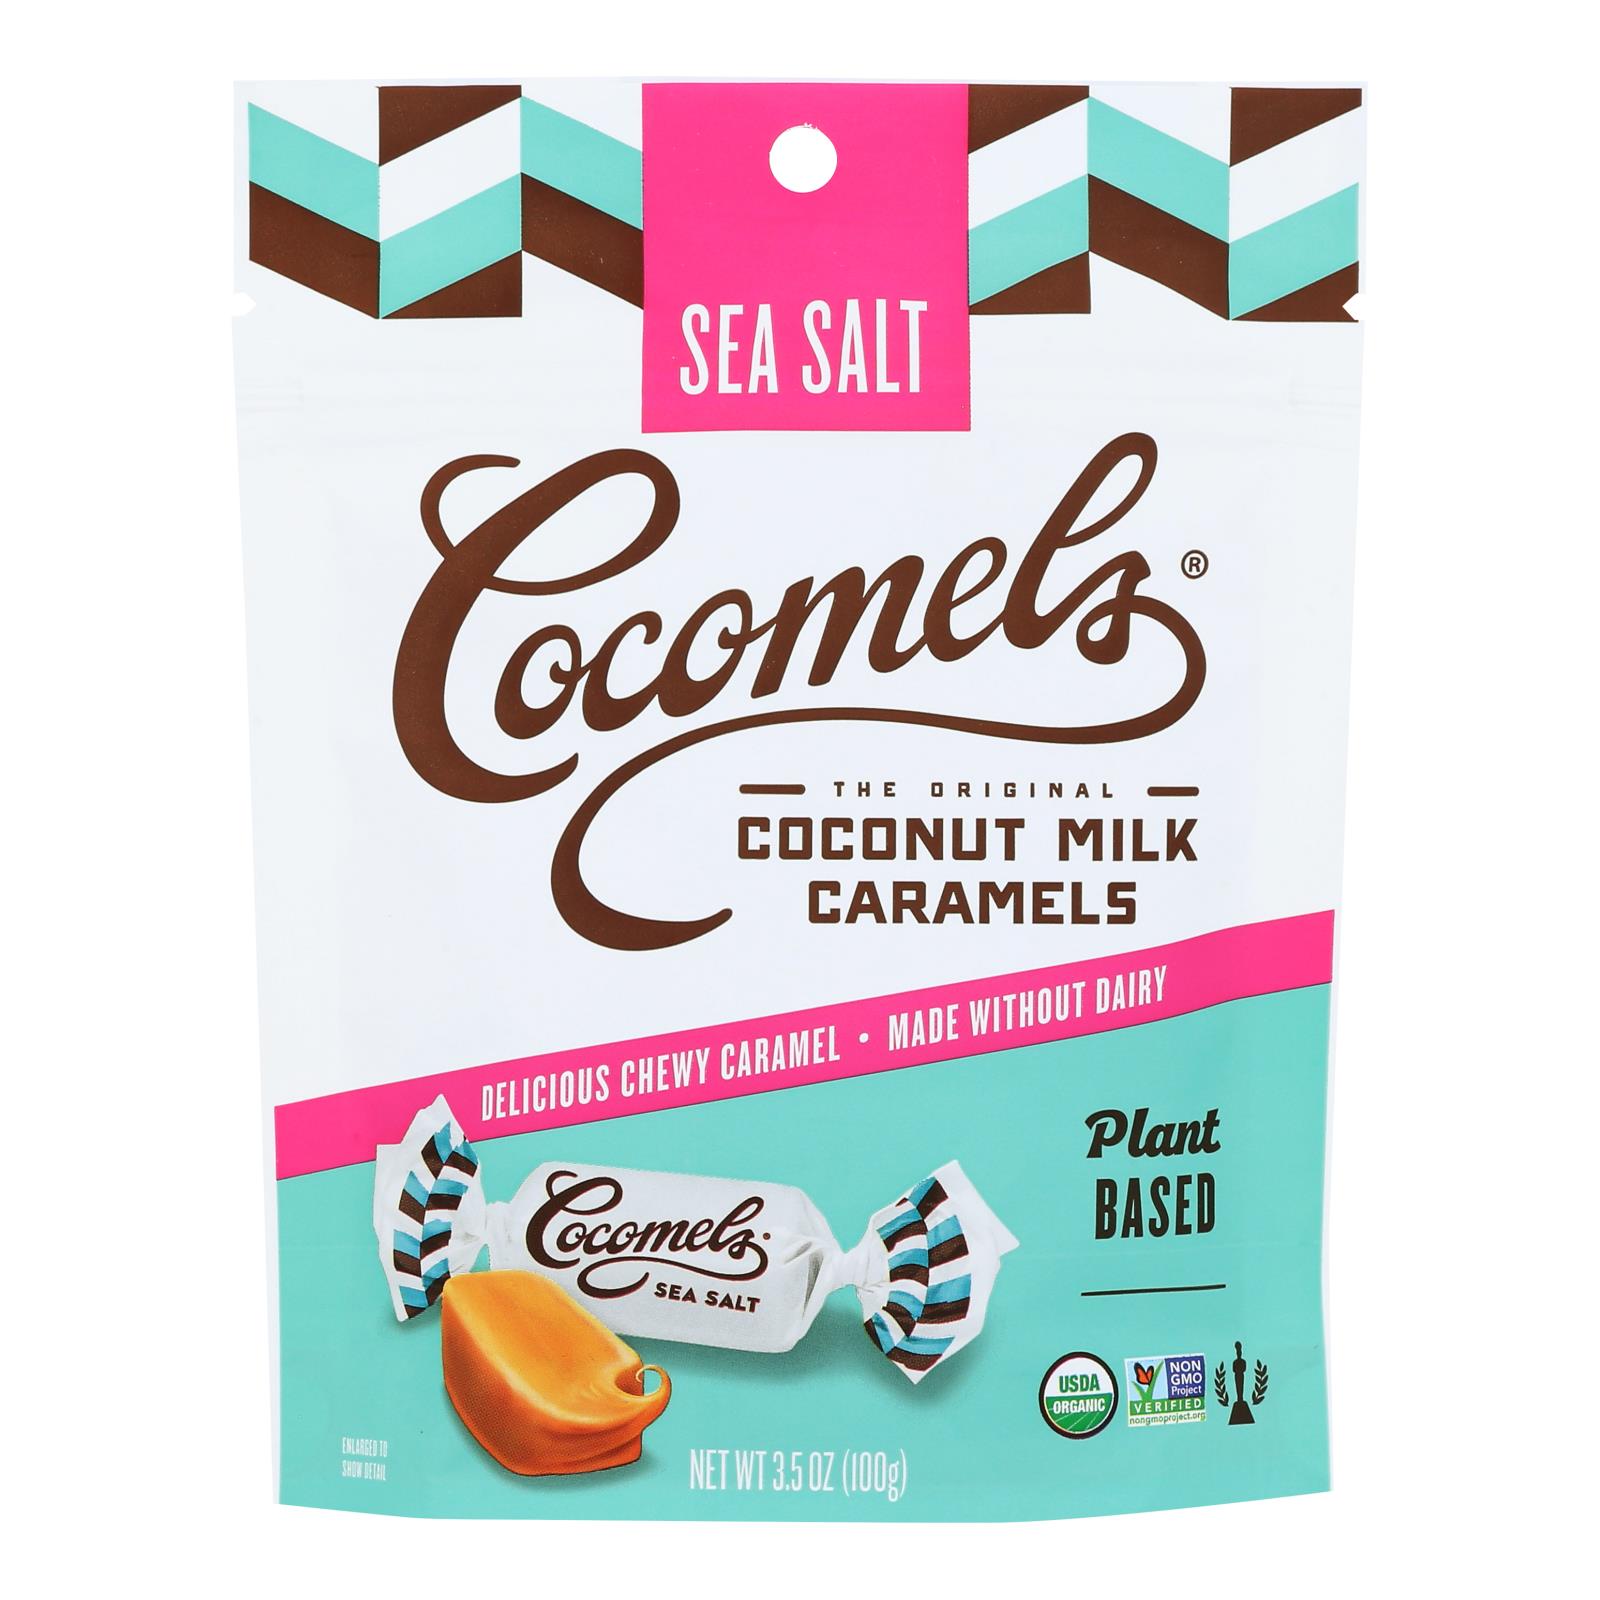 SEA SALT
Cocomels®
THE ORIGINAL
COCONUT MILK
CARAMELS
DELICIOUS CHEWY CARAMEL • MADE WITHOUT DAIRY
Plant
BASED
Cocomels
SEA SALT
USDA
ORGANIC
NON
GMO
Project
VERIFIED
nongmoproject.org
ENLARGED TO
SHOW DETAIL
NET WT 3.5 OZ (100g)